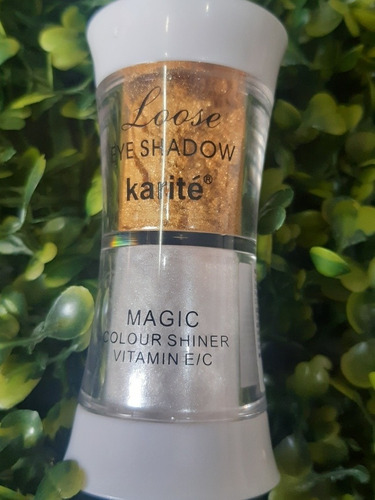 Loose
EYE SHADOW
karité®
MAGIC
COLOUR SHINER
VITAMIN E/C